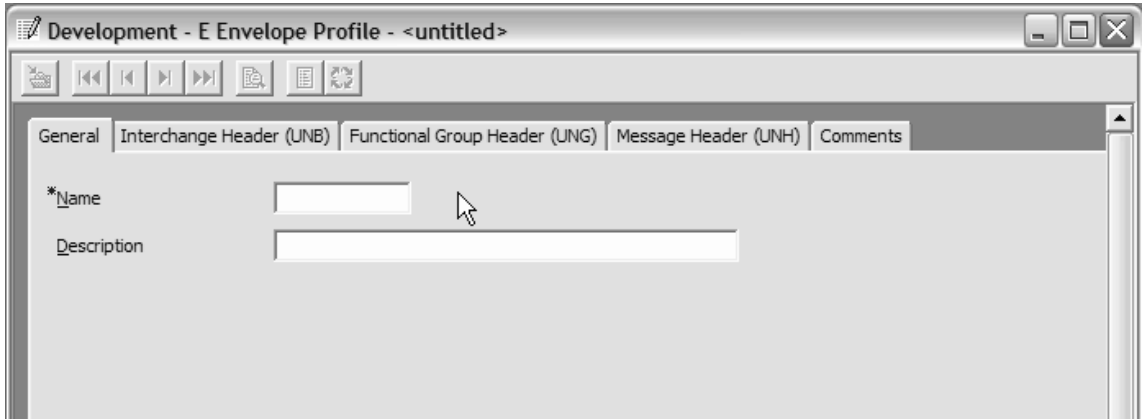 Development - E Envelope Profile - <untitled>
General Interchange Header (UNB) Functional Group Header (UNG) Message Header (UNH) Comments
*Name
Description